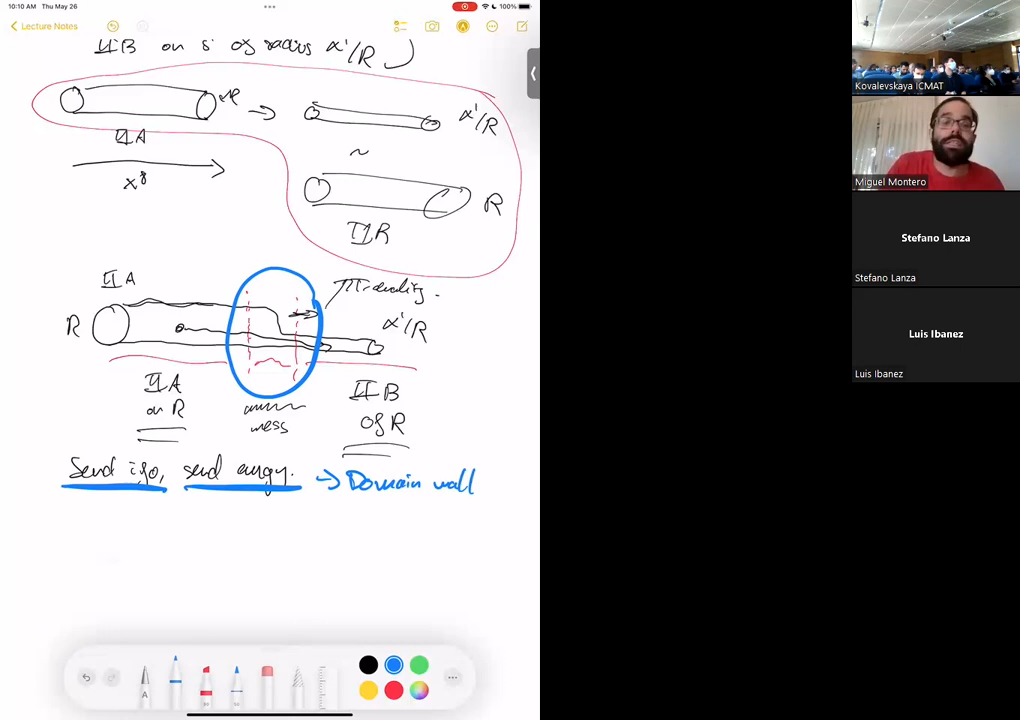 10:10 AM Thu May 26
100%
Lecture Notes
IIB on S¹ of radius α'/R
R
IIA
α'/R
~
x⁸
R
IIB
IIA
R
α'/R
IIA
on R
mess
IIB
of R
Send info, send energy. → Domain wall
A
Kovalevskaya ICMAT
Miguel Montero
Stefano Lanza
Stefano Lanza
Luis Ibanez
Luis Ibanez